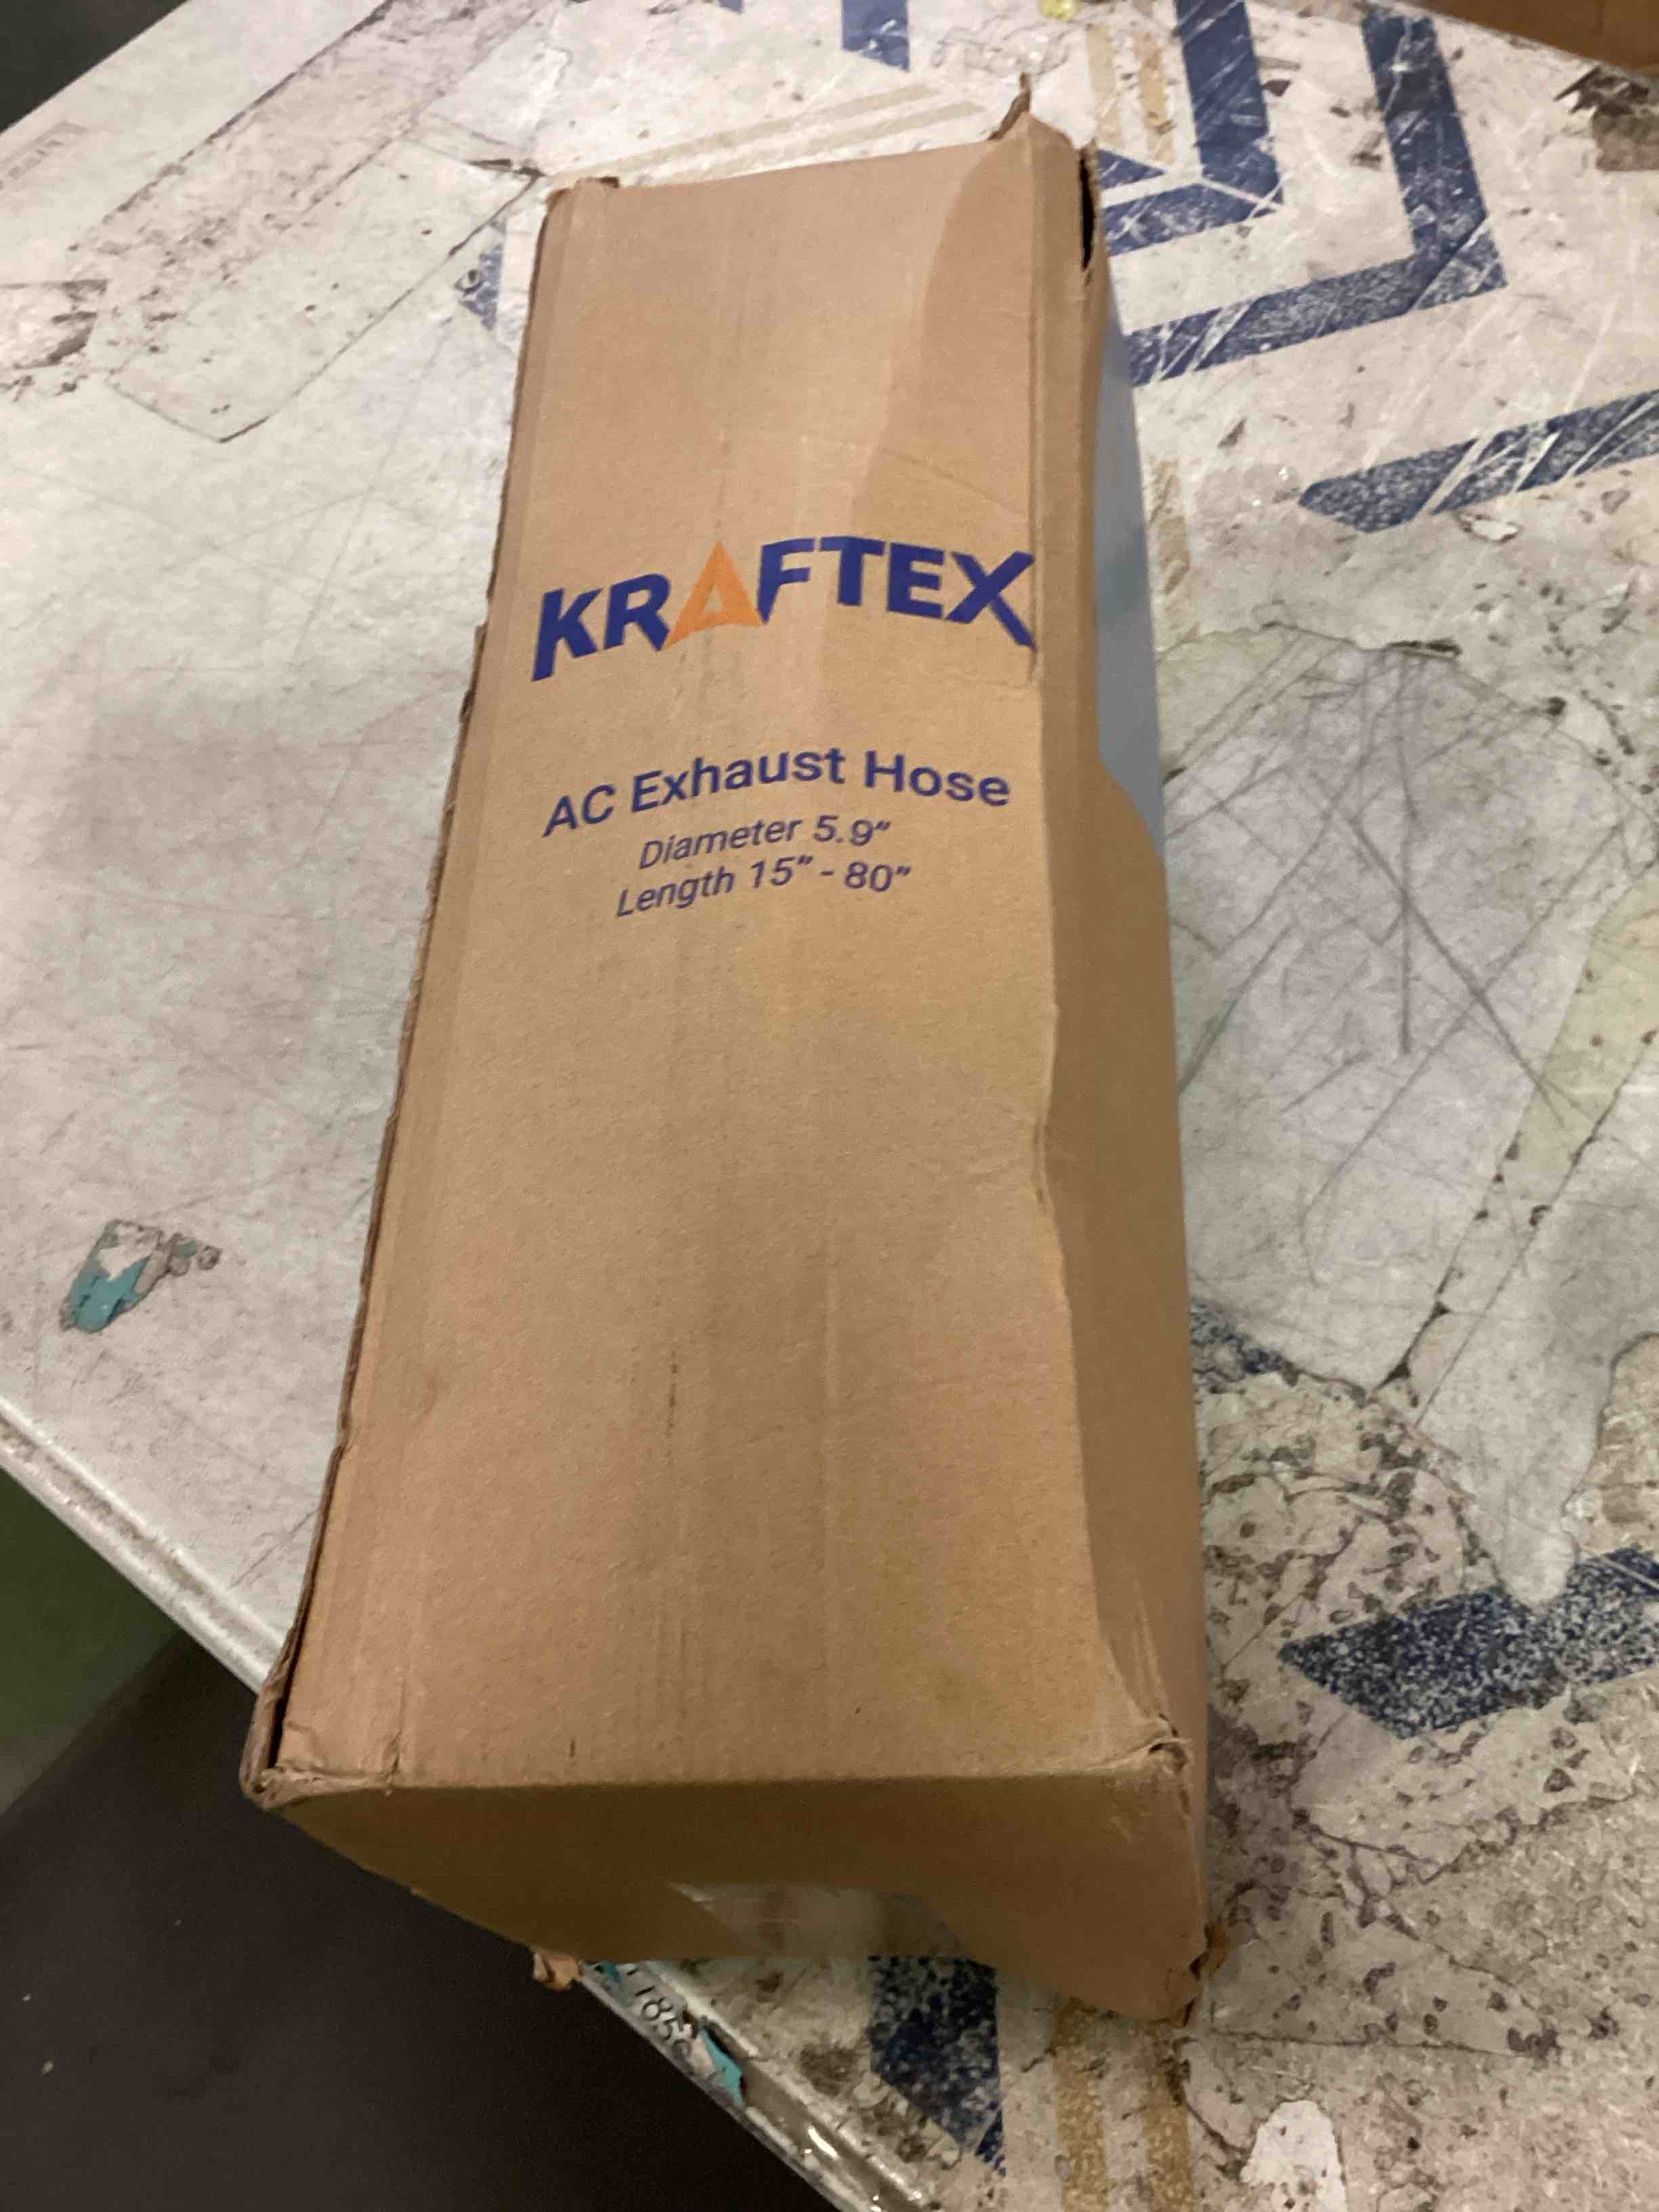 KRAFTEX
AC Exhaust Hose
Diameter 5.9"
Length 15" - 80"